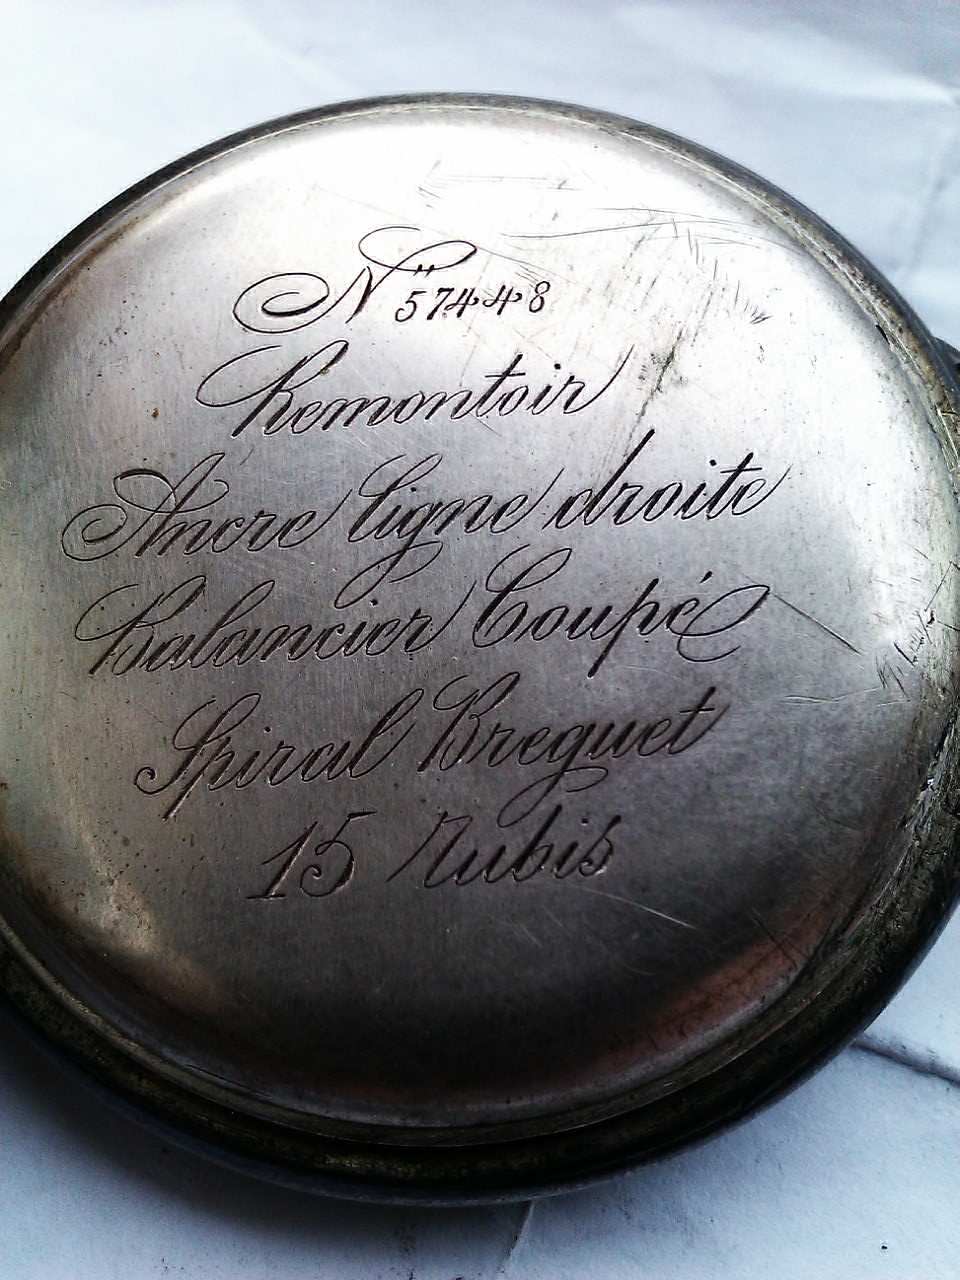 N" 57448
Remontoir
Ancre ligne droite
Balancier Coupé
Spiral Breguet
15 Rubis